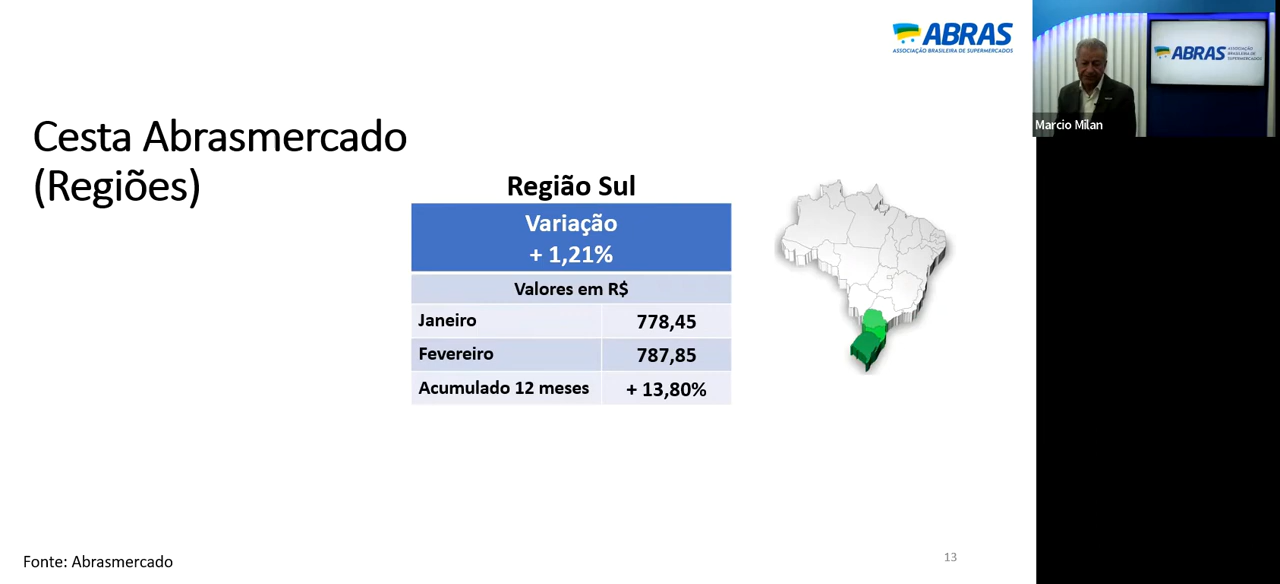 ABRAS
ASSOCIAÇÃO BRASILEIRA DE SUPERMERCADOS
ABRAS
ASSOCIAÇÃO
BRASILEIRA DE
SUPERMERCADOS
Marcio Milan
Cesta Abrasmercado
(Regiões)
Região Sul
Variação
+ 1,21%
Valores em R$
Janeiro 778,45
Fevereiro 787,85
Acumulado 12 meses + 13,80%
Fonte: Abrasmercado
13